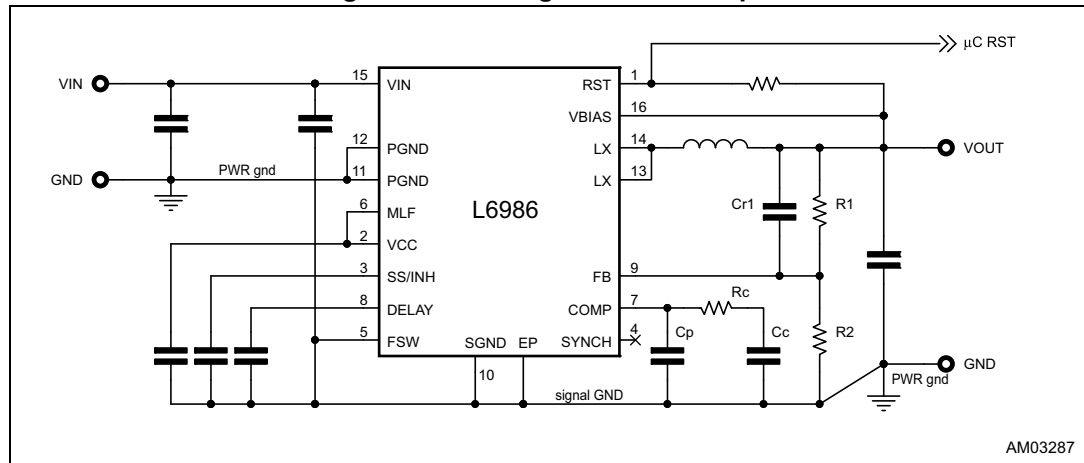 μC RST
VIN
15
VIN
RST
1
VBIAS
16
12
PGND
LX
14
VOUT
GND
PWR gnd
11
PGND
LX
13
6
MLF
L6986
Cr1
R1
2
VCC
3
SS/INH
FB
9
8
DELAY
COMP
7
Rc
5
FSW
SGND
EP
SYNCH
4
Cp
Cc
R2
10
GND
PWR gnd
signal GND
AM03287